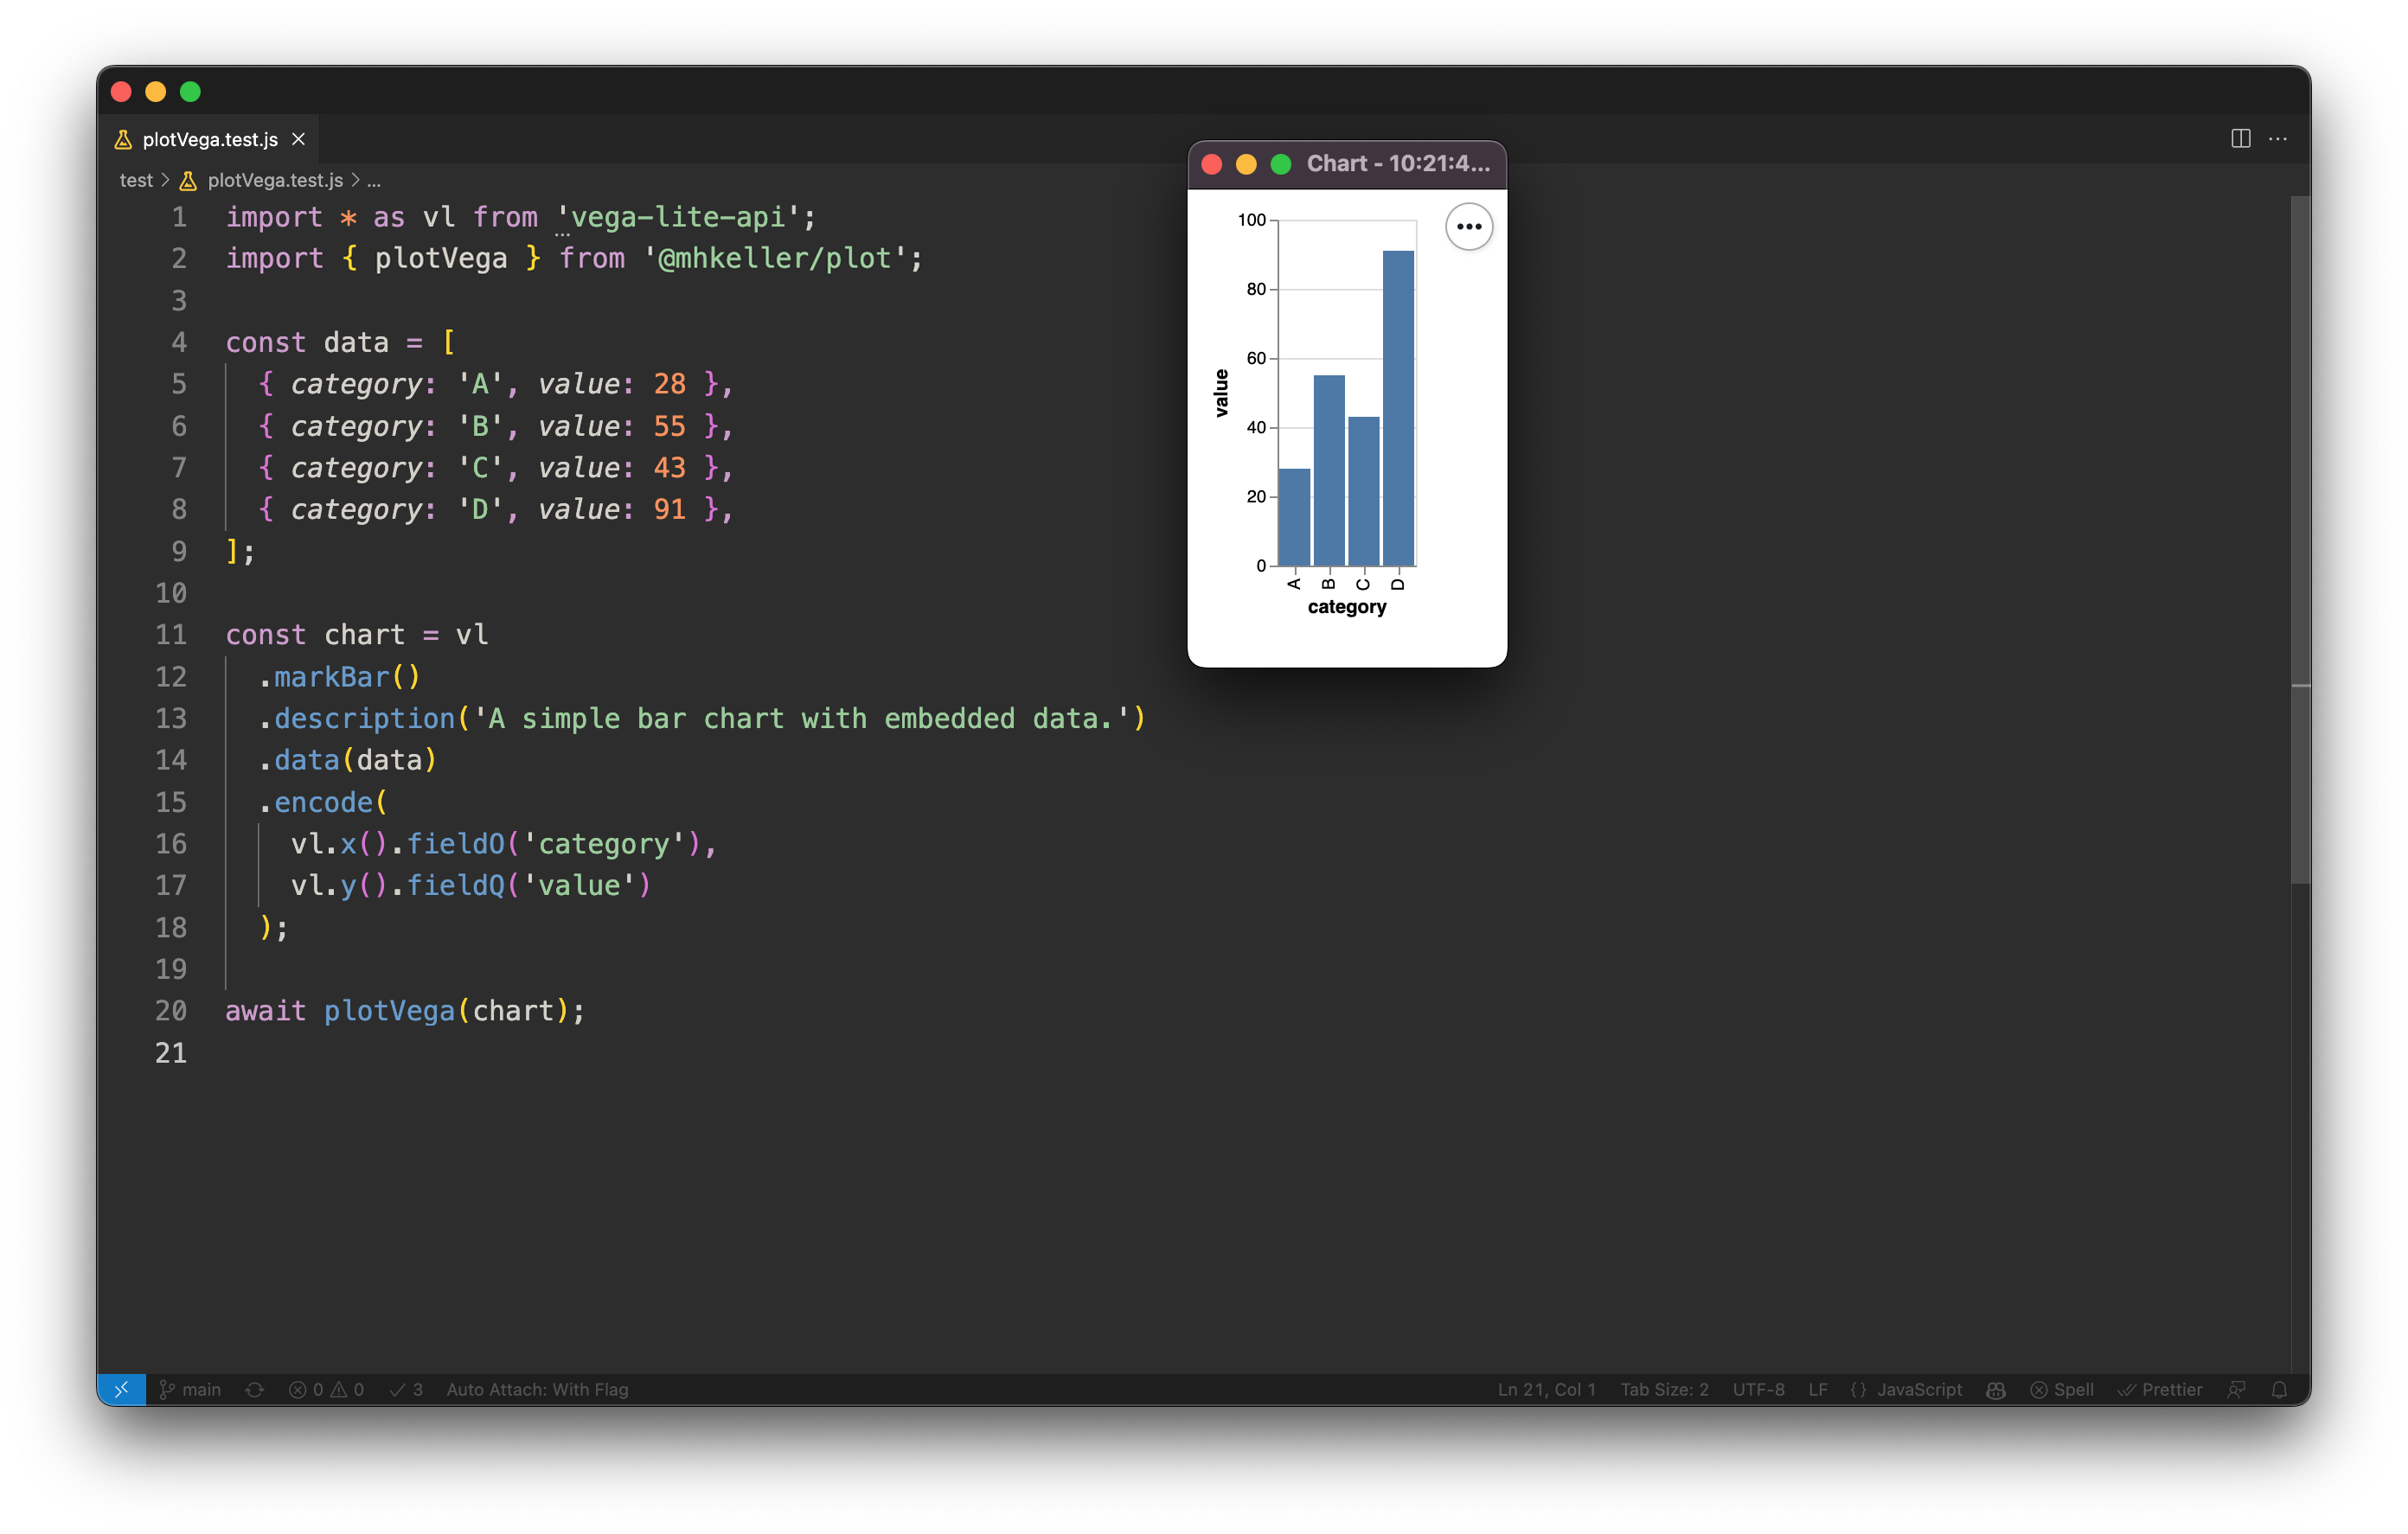 plotVega.test.js
test > plotVega.test.js > ...
1 import * as vl from 'vega-lite-api';
2 import { plotVega } from '@mhkeller/plot';
3
4 const data = [
5   { category: 'A', value: 28 },
6   { category: 'B', value: 55 },
7   { category: 'C', value: 43 },
8   { category: 'D', value: 91 },
9 ];
10
11 const chart = vl
12   .markBar()
13   .description('A simple bar chart with embedded data.')
14   .data(data)
15   .encode(
16     vl.x().fieldO('category'),
17     vl.y().fieldQ('value')
18   );
19
20 await plotVega(chart);
21
Chart - 10:21:4...
100
80
60
40
20
0
value
A B C D
category
main 0 0 3 Auto Attach: With Flag Ln 21, Col 1 Tab Size: 2 UTF-8 LF {} JavaScript Spell Prettier